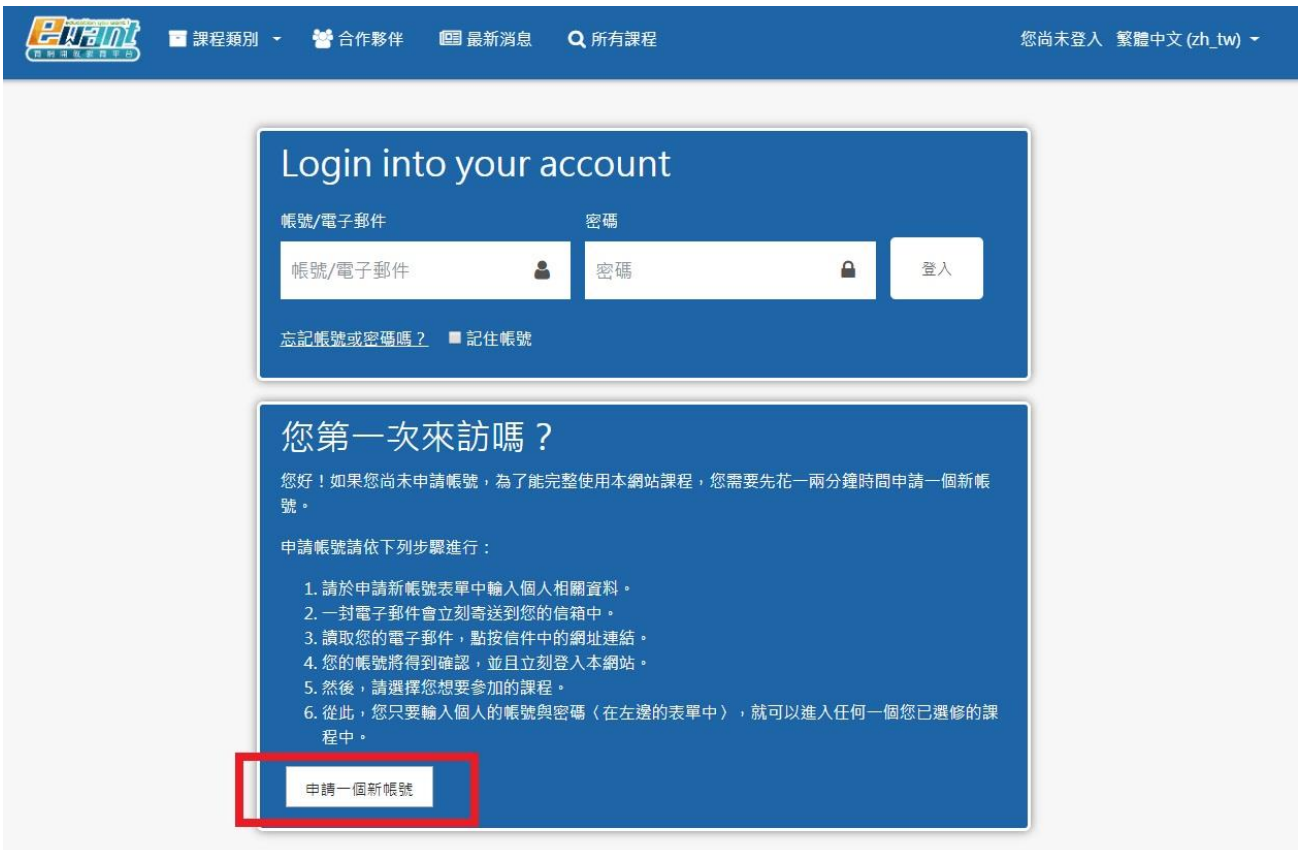 ewant
育網開放教育平台
課程類別
合作夥伴
最新消息
所有課程
您尚未登入 繁體中文 (zh_tw)
Login into your account
帳號/電子郵件
密碼
帳號/電子郵件
密碼
登入
忘記帳號或密碼嗎？
記住帳號
您第一次來訪嗎？
您好！如果您尚未申請帳號，為了能完整使用本網站課程，您需要先花一兩分鐘時間申請一個新帳
號。
申請帳號請依下列步驟進行：
1. 請於申請新帳號表單中輸入個人相關資料。
2. 一封電子郵件會立刻寄送到您的信箱中。
3. 讀取您的電子郵件，點按信件中的網址連結。
4. 您的帳號將得到確認，並且立刻登入本網站。
5. 然後，請選擇您想要參加的課程。
6. 從此，您只要輸入個人的帳號與密碼（在左邊的表單中），就可以進入任何一個您已選修的課
程中。
申請一個新帳號